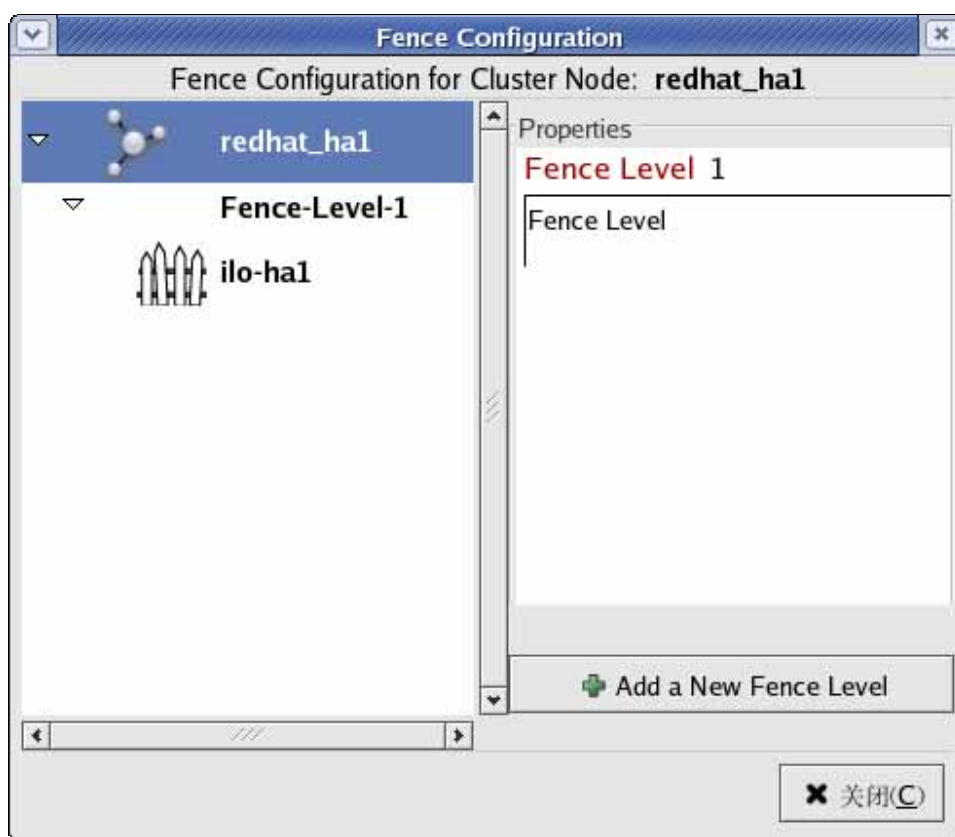 Fence Configuration
Fence Configuration for Cluster Node: redhat_ha1
redhat_ha1
Fence-Level-1
ilo-ha1
Properties
Fence Level 1
Fence Level
Add a New Fence Level
关闭(C)